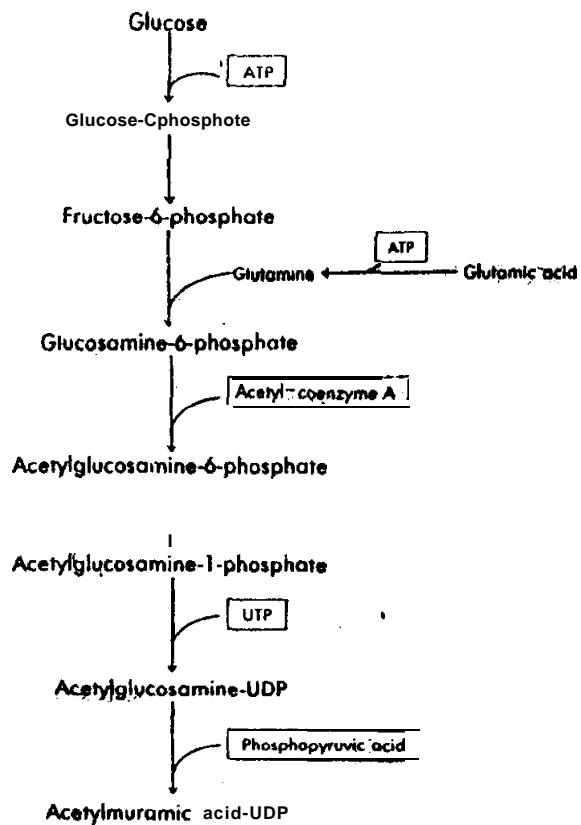 Glucose
ATP
Glucose-Cphosphote
Fructose-6-phosphate
ATP
Glutamine
Glutamic acid
Glucosamine-6-phosphate
Acetyl-coenzyme A
Acetylglucosamine-6-phosphate
Acetylglucosamine-1-phosphate
UTP
Acetylglucosamine-UDP
Phosphopyruvic acid
Acetylmuramic acid-UDP